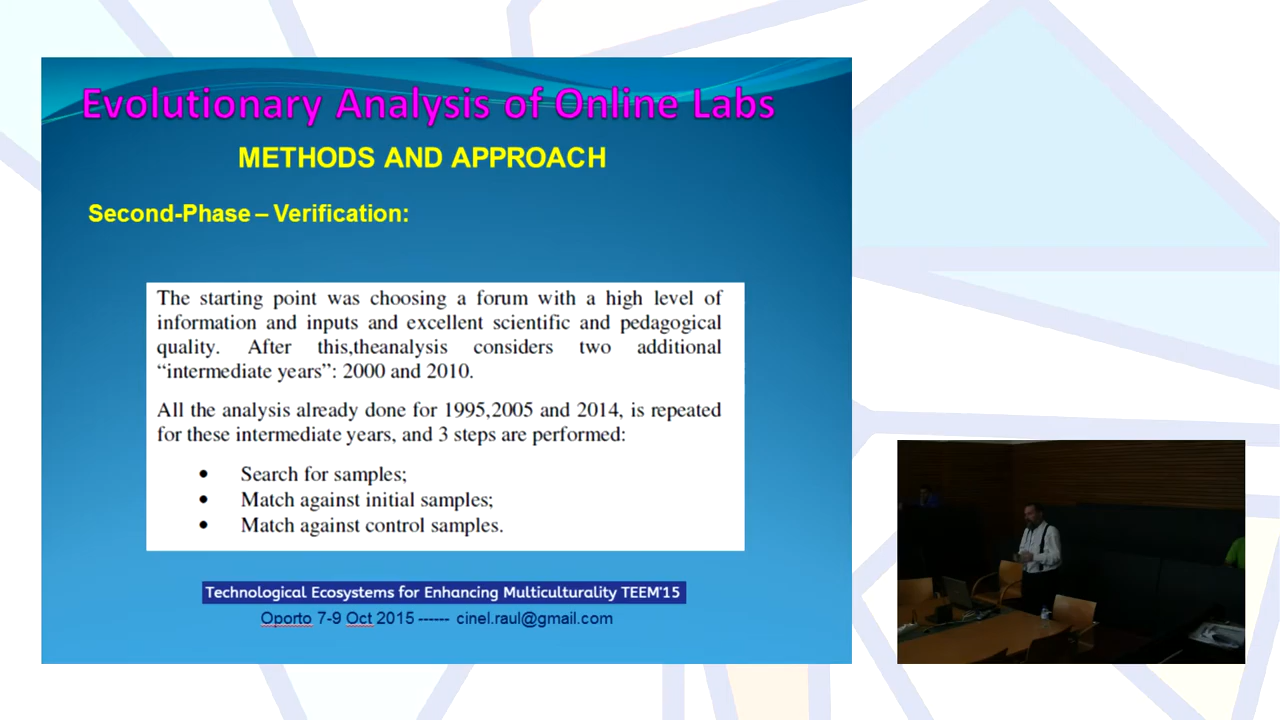 Evolutionary Analysis of Online Labs
METHODS AND APPROACH
Second-Phase – Verification:
The starting point was choosing a forum with a high level of
information and inputs and excellent scientific and pedagogical
quality. After this,theanalysis considers two additional
“intermediate years”: 2000 and 2010.
All the analysis already done for 1995,2005 and 2014, is repeated
for these intermediate years, and 3 steps are performed:
• Search for samples;
• Match against initial samples;
• Match against control samples.
Technological Ecosystems for Enhancing Multiculturality TEEM'15
Oporto 7-9 Oct 2015 ------ cinel.raul@gmail.com